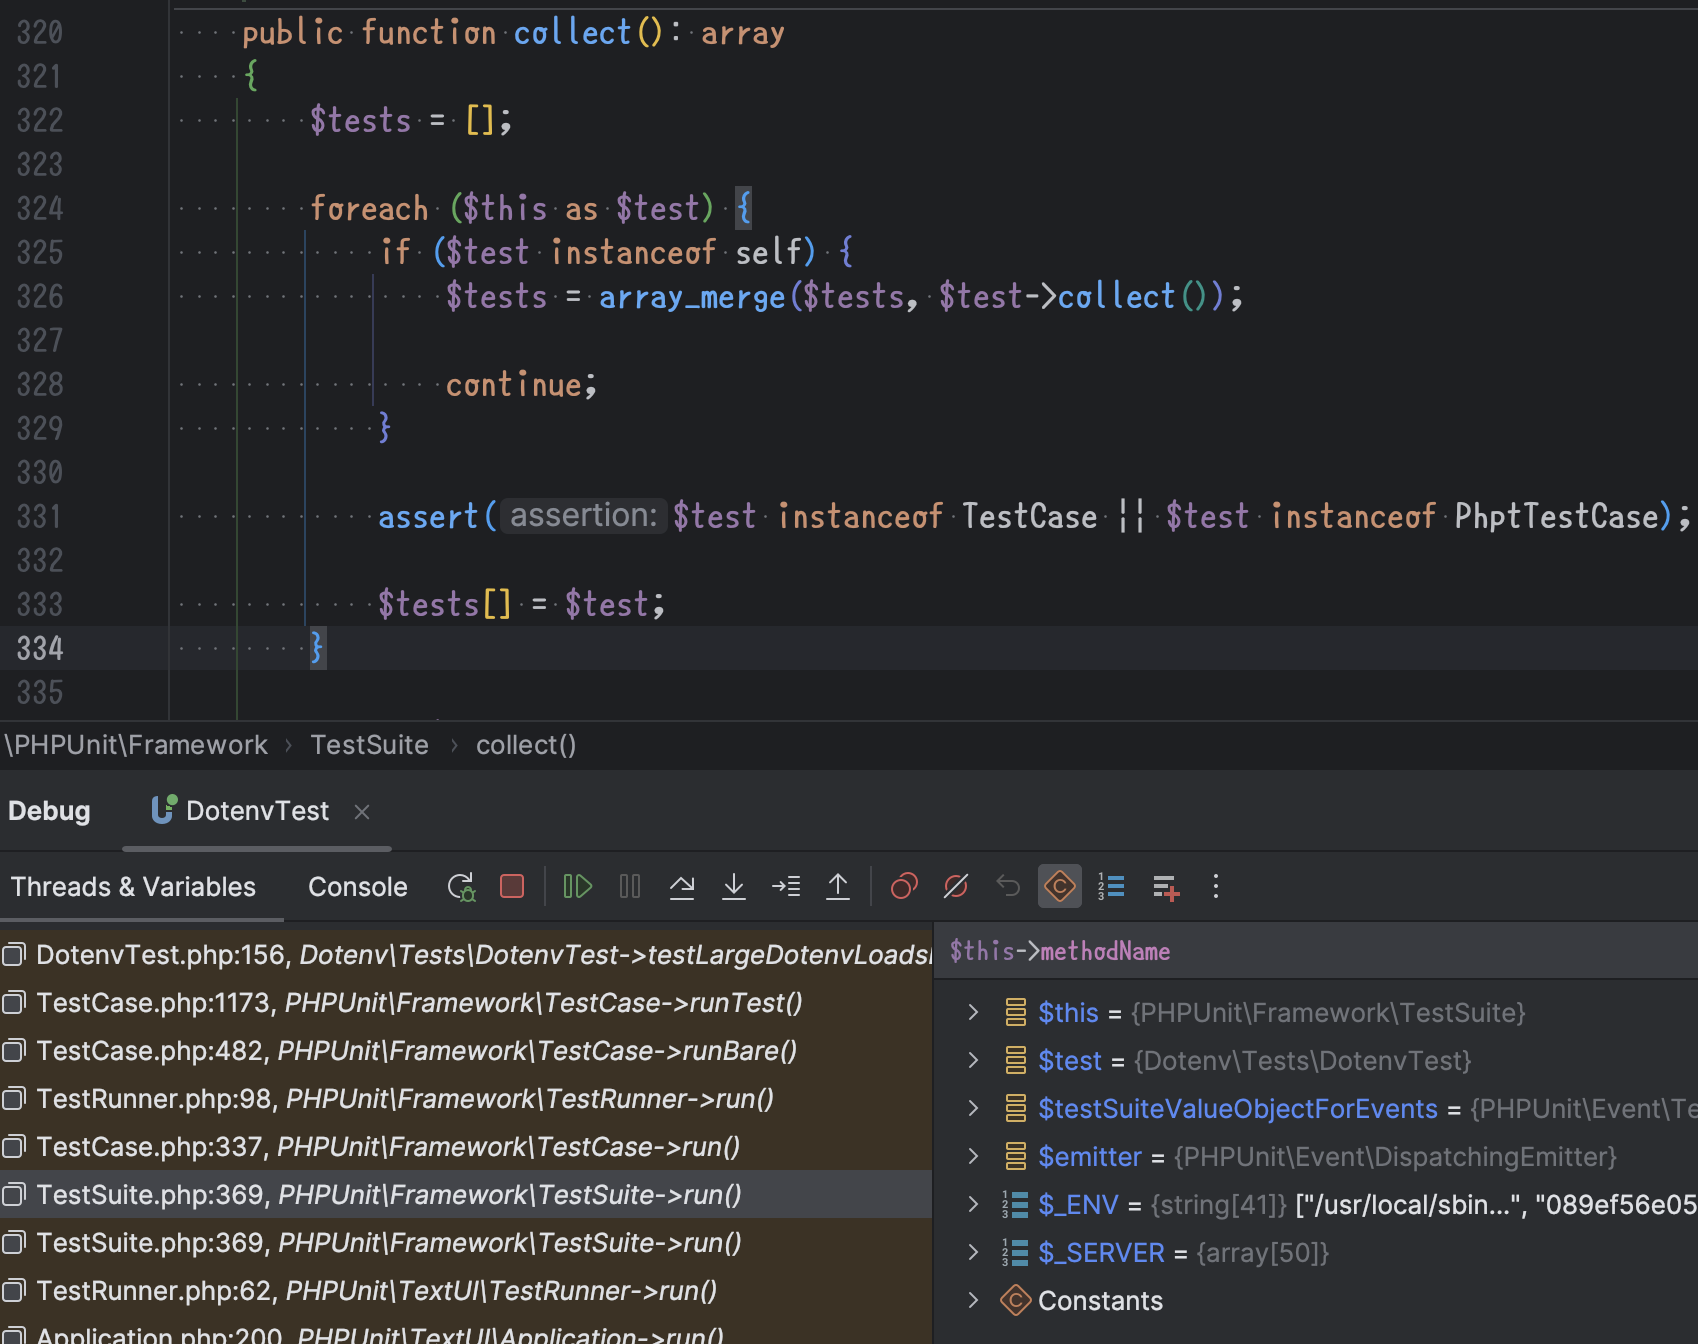 320 public function collect(): array
321 {
322 $tests = [];
323
324 foreach ($this as $test) {
325 if ($test instanceof self) {
326 $tests = array_merge($tests, $test->collect());
327
328 continue;
329 }
330
331 assert( assertion: $test instanceof TestCase || $test instanceof PhptTestCase);
332
333 $tests[] = $test;
334 }
335
\PHPUnit\Framework › TestSuite › collect()
Debug DotenvTest ×
Threads & Variables Console
DotenvTest.php:156, Dotenv\Tests\DotenvTest->testLargeDotenvLoads
TestCase.php:1173, PHPUnit\Framework\TestCase->runTest()
TestCase.php:482, PHPUnit\Framework\TestCase->runBare()
TestRunner.php:98, PHPUnit\Framework\TestRunner->run()
TestCase.php:337, PHPUnit\Framework\TestCase->run()
TestSuite.php:369, PHPUnit\Framework\TestSuite->run()
TestSuite.php:369, PHPUnit\Framework\TestSuite->run()
TestRunner.php:62, PHPUnit\TextUI\TestRunner->run()
Application.php:200, PHPUnit\TextUI\Application->run()
$this->methodName
$this = {PHPUnit\Framework\TestSuite}
$test = {Dotenv\Tests\DotenvTest}
$testSuiteValueObjectForEvents = {PHPUnit\Event\Te
$emitter = {PHPUnit\Event\DispatchingEmitter}
$_ENV = {string[41]} ["/usr/local/sbin...", "089ef56e05
$_SERVER = {array[50]}
Constants